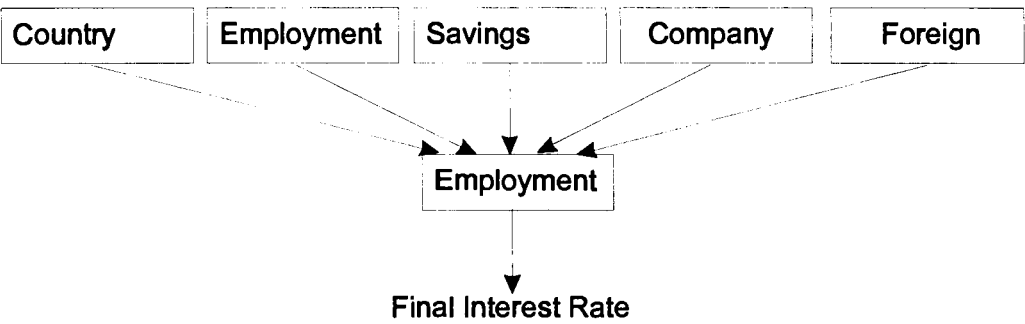 Country
Employment
Savings
Company
Foreign
Employment
Final Interest Rate